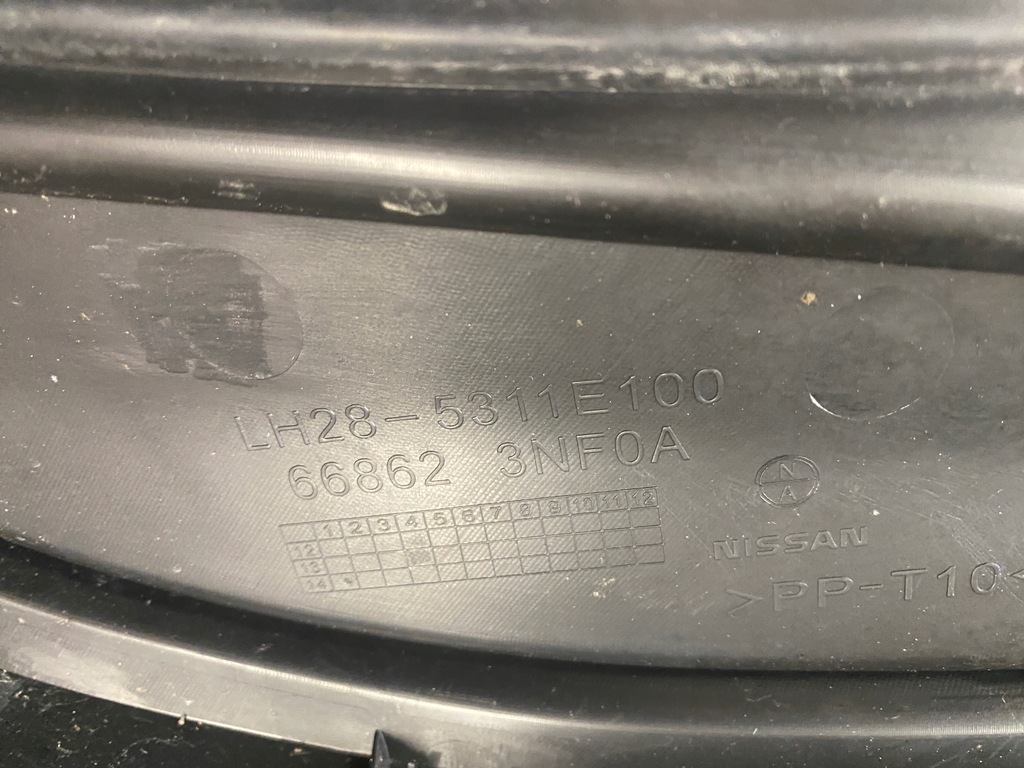 LH28-5311E100
66862 3NF0A
1 2 3 4 5 6 7 8 9 10 11 12
12
13
14
N
A
NISSAN
>PP-T10<